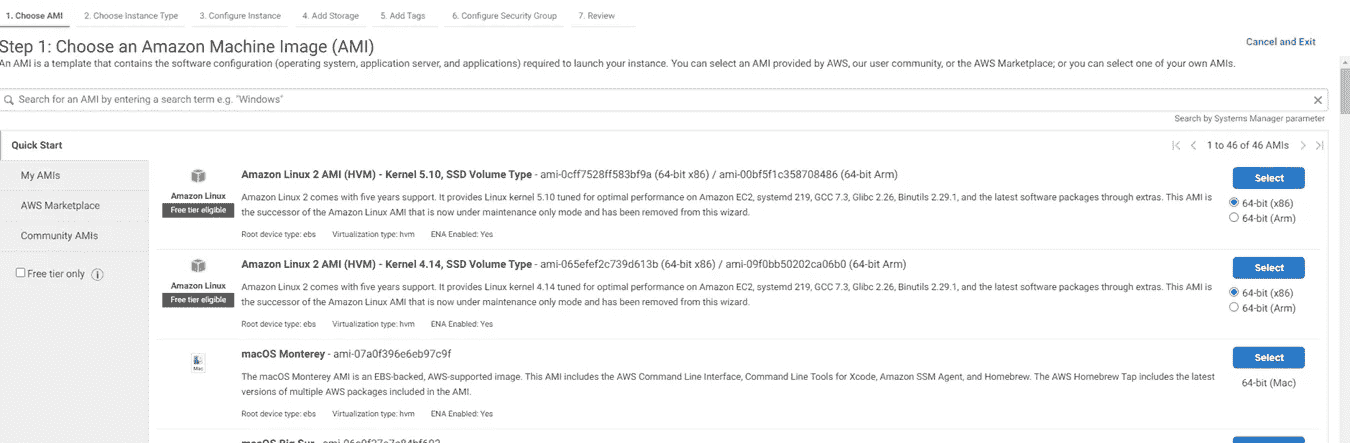 1. Choose AMI 2. Choose Instance Type 3. Configure Instance 4. Add Storage 5. Add Tags 6. Configure Security Group 7. Review
Step 1: Choose an Amazon Machine Image (AMI)
Cancel and Exit
An AMI is a template that contains the software configuration (operating system, application server, and applications) required to launch your instance. You can select an AMI provided by AWS, our user community, or the AWS Marketplace; or you can select one of your own AMIs.
Search for an AMI by entering a search term e.g. "Windows"
Search by Systems Manager parameter
Quick Start
1 to 46 of 46 AMIs
My AMIs
AWS Marketplace
Community AMIs
Free tier only
Amazon Linux
Free tier eligible
Amazon Linux 2 AMI (HVM) - Kernel 5.10, SSD Volume Type - ami-0cff7528ff583bf9a (64-bit x86) / ami-00bf5f1c358708486 (64-bit Arm)
Amazon Linux 2 comes with five years support. It provides Linux kernel 5.10 tuned for optimal performance on Amazon EC2, systemd 219, GCC 7.3, Glibc 2.26, Binutils 2.29.1, and the latest software packages through extras. This AMI is
the successor of the Amazon Linux AMI that is now under maintenance only mode and has been removed from this wizard.
Root device type: ebs Virtualization type: hvm ENA Enabled: Yes
Select
64-bit (x86)
64-bit (Arm)
Amazon Linux
Free tier eligible
Amazon Linux 2 AMI (HVM) - Kernel 4.14, SSD Volume Type - ami-065efef2c739d613b (64-bit x86) / ami-09f0bb50202ca06b0 (64-bit Arm)
Amazon Linux 2 comes with five years support. It provides Linux kernel 4.14 tuned for optimal performance on Amazon EC2, systemd 219, GCC 7.3, Glibc 2.26, Binutils 2.29.1, and the latest software packages through extras. This AMI is
the successor of the Amazon Linux AMI that is now under maintenance only mode and has been removed from this wizard.
Root device type: ebs Virtualization type: hvm ENA Enabled: Yes
Select
64-bit (x86)
64-bit (Arm)
Mac
macOS Monterey - ami-07a0f396e6eb97c9f
The macOS Monterey AMI is an EBS-backed, AWS-supported image. This AMI includes the AWS Command Line Interface, Command Line Tools for Xcode, Amazon SSM Agent, and Homebrew. The AWS Homebrew Tap includes the latest
versions of multiple AWS packages included in the AMI.
Root device type: ebs Virtualization type: hvm ENA Enabled: Yes
Select
64-bit (Mac)
macOS Big Sur